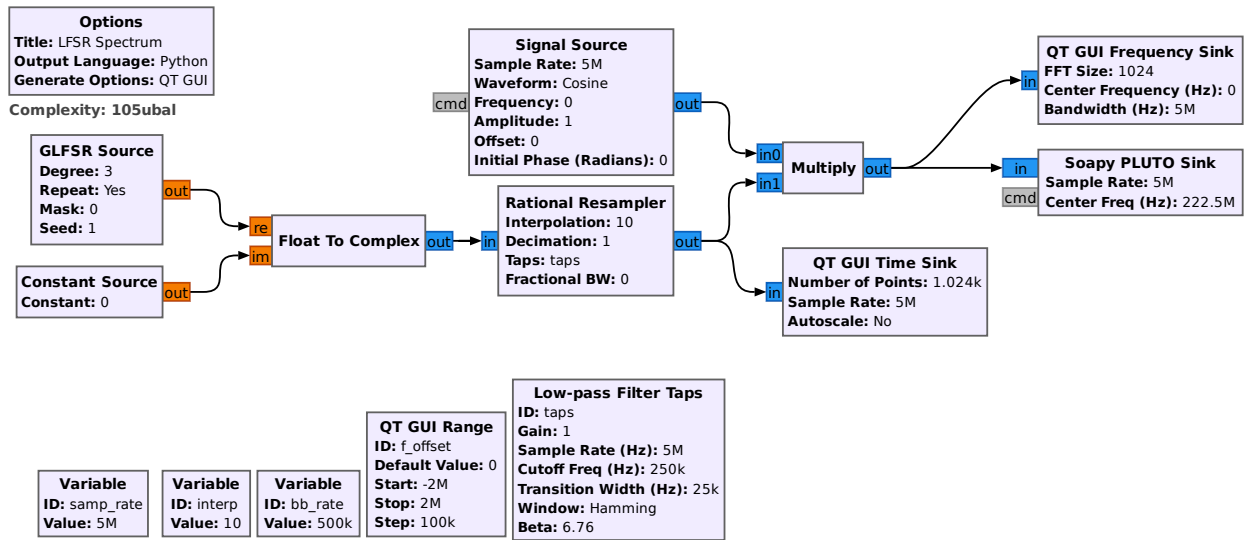 Options
Title: LFSR Spectrum
Output Language: Python
Generate Options: QT GUI
Complexity: 105ubal
GLFSR Source
Degree: 3
Repeat: Yes
Mask: 0
Seed: 1
out
Constant Source
Constant: 0
out
re
im
Float To Complex
out
Signal Source
Sample Rate: 5M
Waveform: Cosine
Frequency: 0
Amplitude: 1
Offset: 0
Initial Phase (Radians): 0
cmd
out
in
Rational Resampler
Interpolation: 10
Decimation: 1
Taps: taps
Fractional BW: 0
out
in0
in1
Multiply
out
in
QT GUI Frequency Sink
FFT Size: 1024
Center Frequency (Hz): 0
Bandwidth (Hz): 5M
in
cmd
Soapy PLUTO Sink
Sample Rate: 5M
Center Freq (Hz): 222.5M
in
QT GUI Time Sink
Number of Points: 1.024k
Sample Rate: 5M
Autoscale: No
Variable
ID: samp_rate
Value: 5M
Variable
ID: interp
Value: 10
Variable
ID: bb_rate
Value: 500k
QT GUI Range
ID: f_offset
Default Value: 0
Start: -2M
Stop: 2M
Step: 100k
Low-pass Filter Taps
ID: taps
Gain: 1
Sample Rate (Hz): 5M
Cutoff Freq (Hz): 250k
Transition Width (Hz): 25k
Window: Hamming
Beta: 6.76